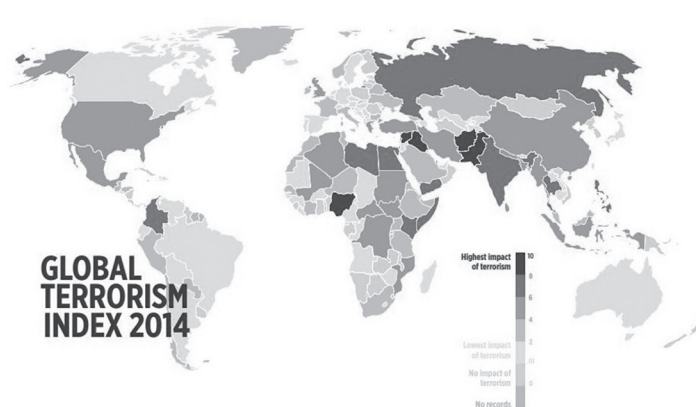 GLOBAL
TERRORISM
INDEX 2014
Highest impact
of terrorism
10
8
6
4
2
Lowest impact
of terrorism
.01
No impact of
terrorism
0
No records